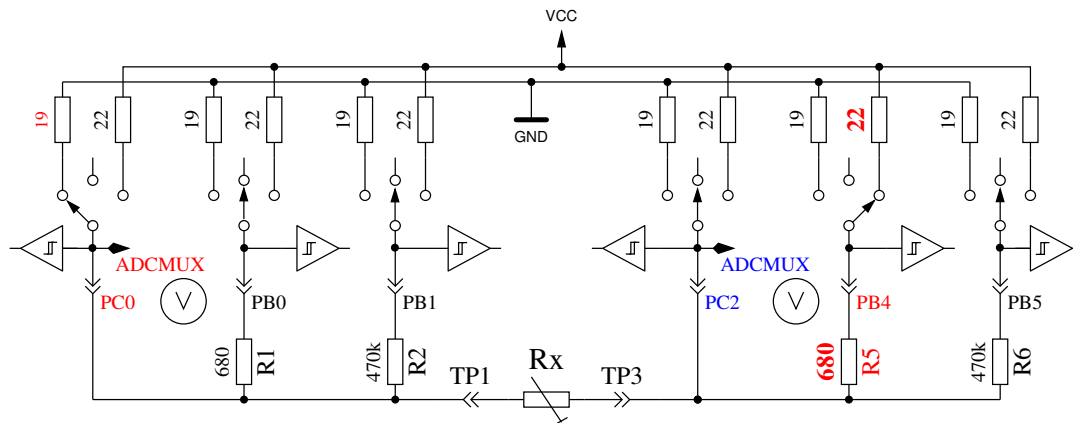 VCC
GND
19
22
19
22
19
22
19
22
19
22
19
22
ADCMUX
PC0
V
PB0
PB1
ADCMUX
PC2
V
PB4
PB5
680
R1
470k
R2
TP1
Rx
TP3
680
R5
470k
R6